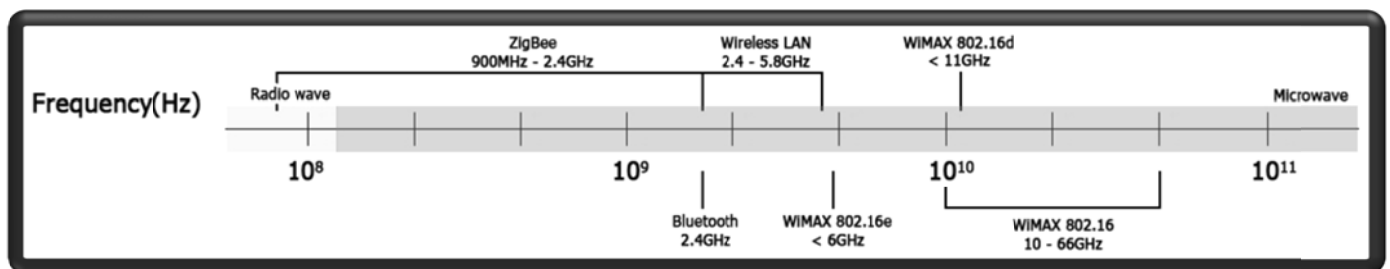 ZigBee
900MHz - 2.4GHz
Wireless LAN
2.4 - 5.8GHz
WiMAX 802.16d
< 11GHz
Frequency(Hz)
Radio wave
Microwave
10⁸
10⁹
10¹⁰
10¹¹
Bluetooth
2.4GHz
WiMAX 802.16e
< 6GHz
WiMAX 802.16
10 - 66GHz